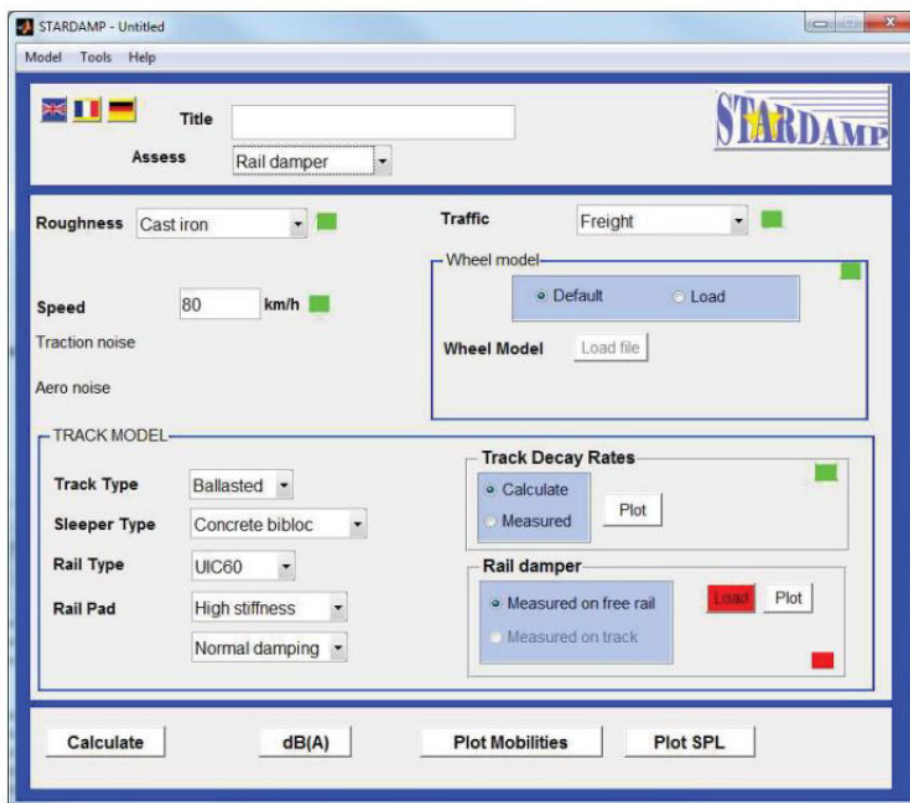 STARDAMP - Untitled
Model Tools Help
Title
STARDAMP
Assess Rail damper
Roughness Cast iron
Traffic Freight
Wheel model
Default Load
Speed 80 km/h
Traction noise
Wheel Model Load file
Aero noise
TRACK MODEL
Track Decay Rates
Track Type Ballasted
Calculate
Measured
Plot
Sleeper Type Concrete bibloc
Rail Type UIC60
Rail damper
Rail Pad High stiffness
Measured on free rail
Load Plot
Normal damping
Measured on track
Calculate dB(A) Plot Mobilities Plot SPL